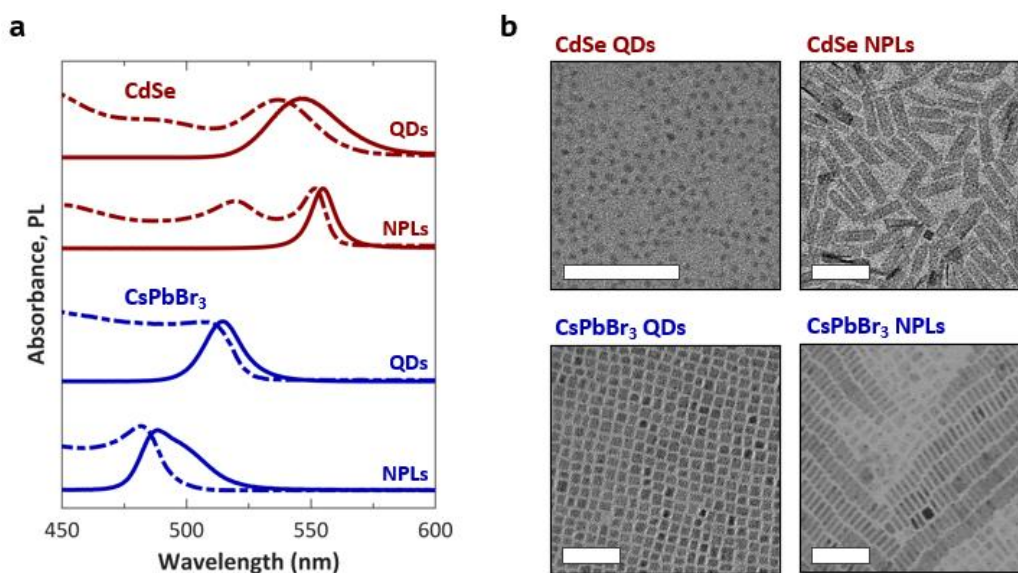 a
CdSe
QDs
NPLs
CsPbBr₃
QDs
NPLs
450 500 550 600
Wavelength (nm)
Absorbance, PL
b
CdSe QDs
CdSe NPLs
CsPbBr₃ QDs
CsPbBr₃ NPLs